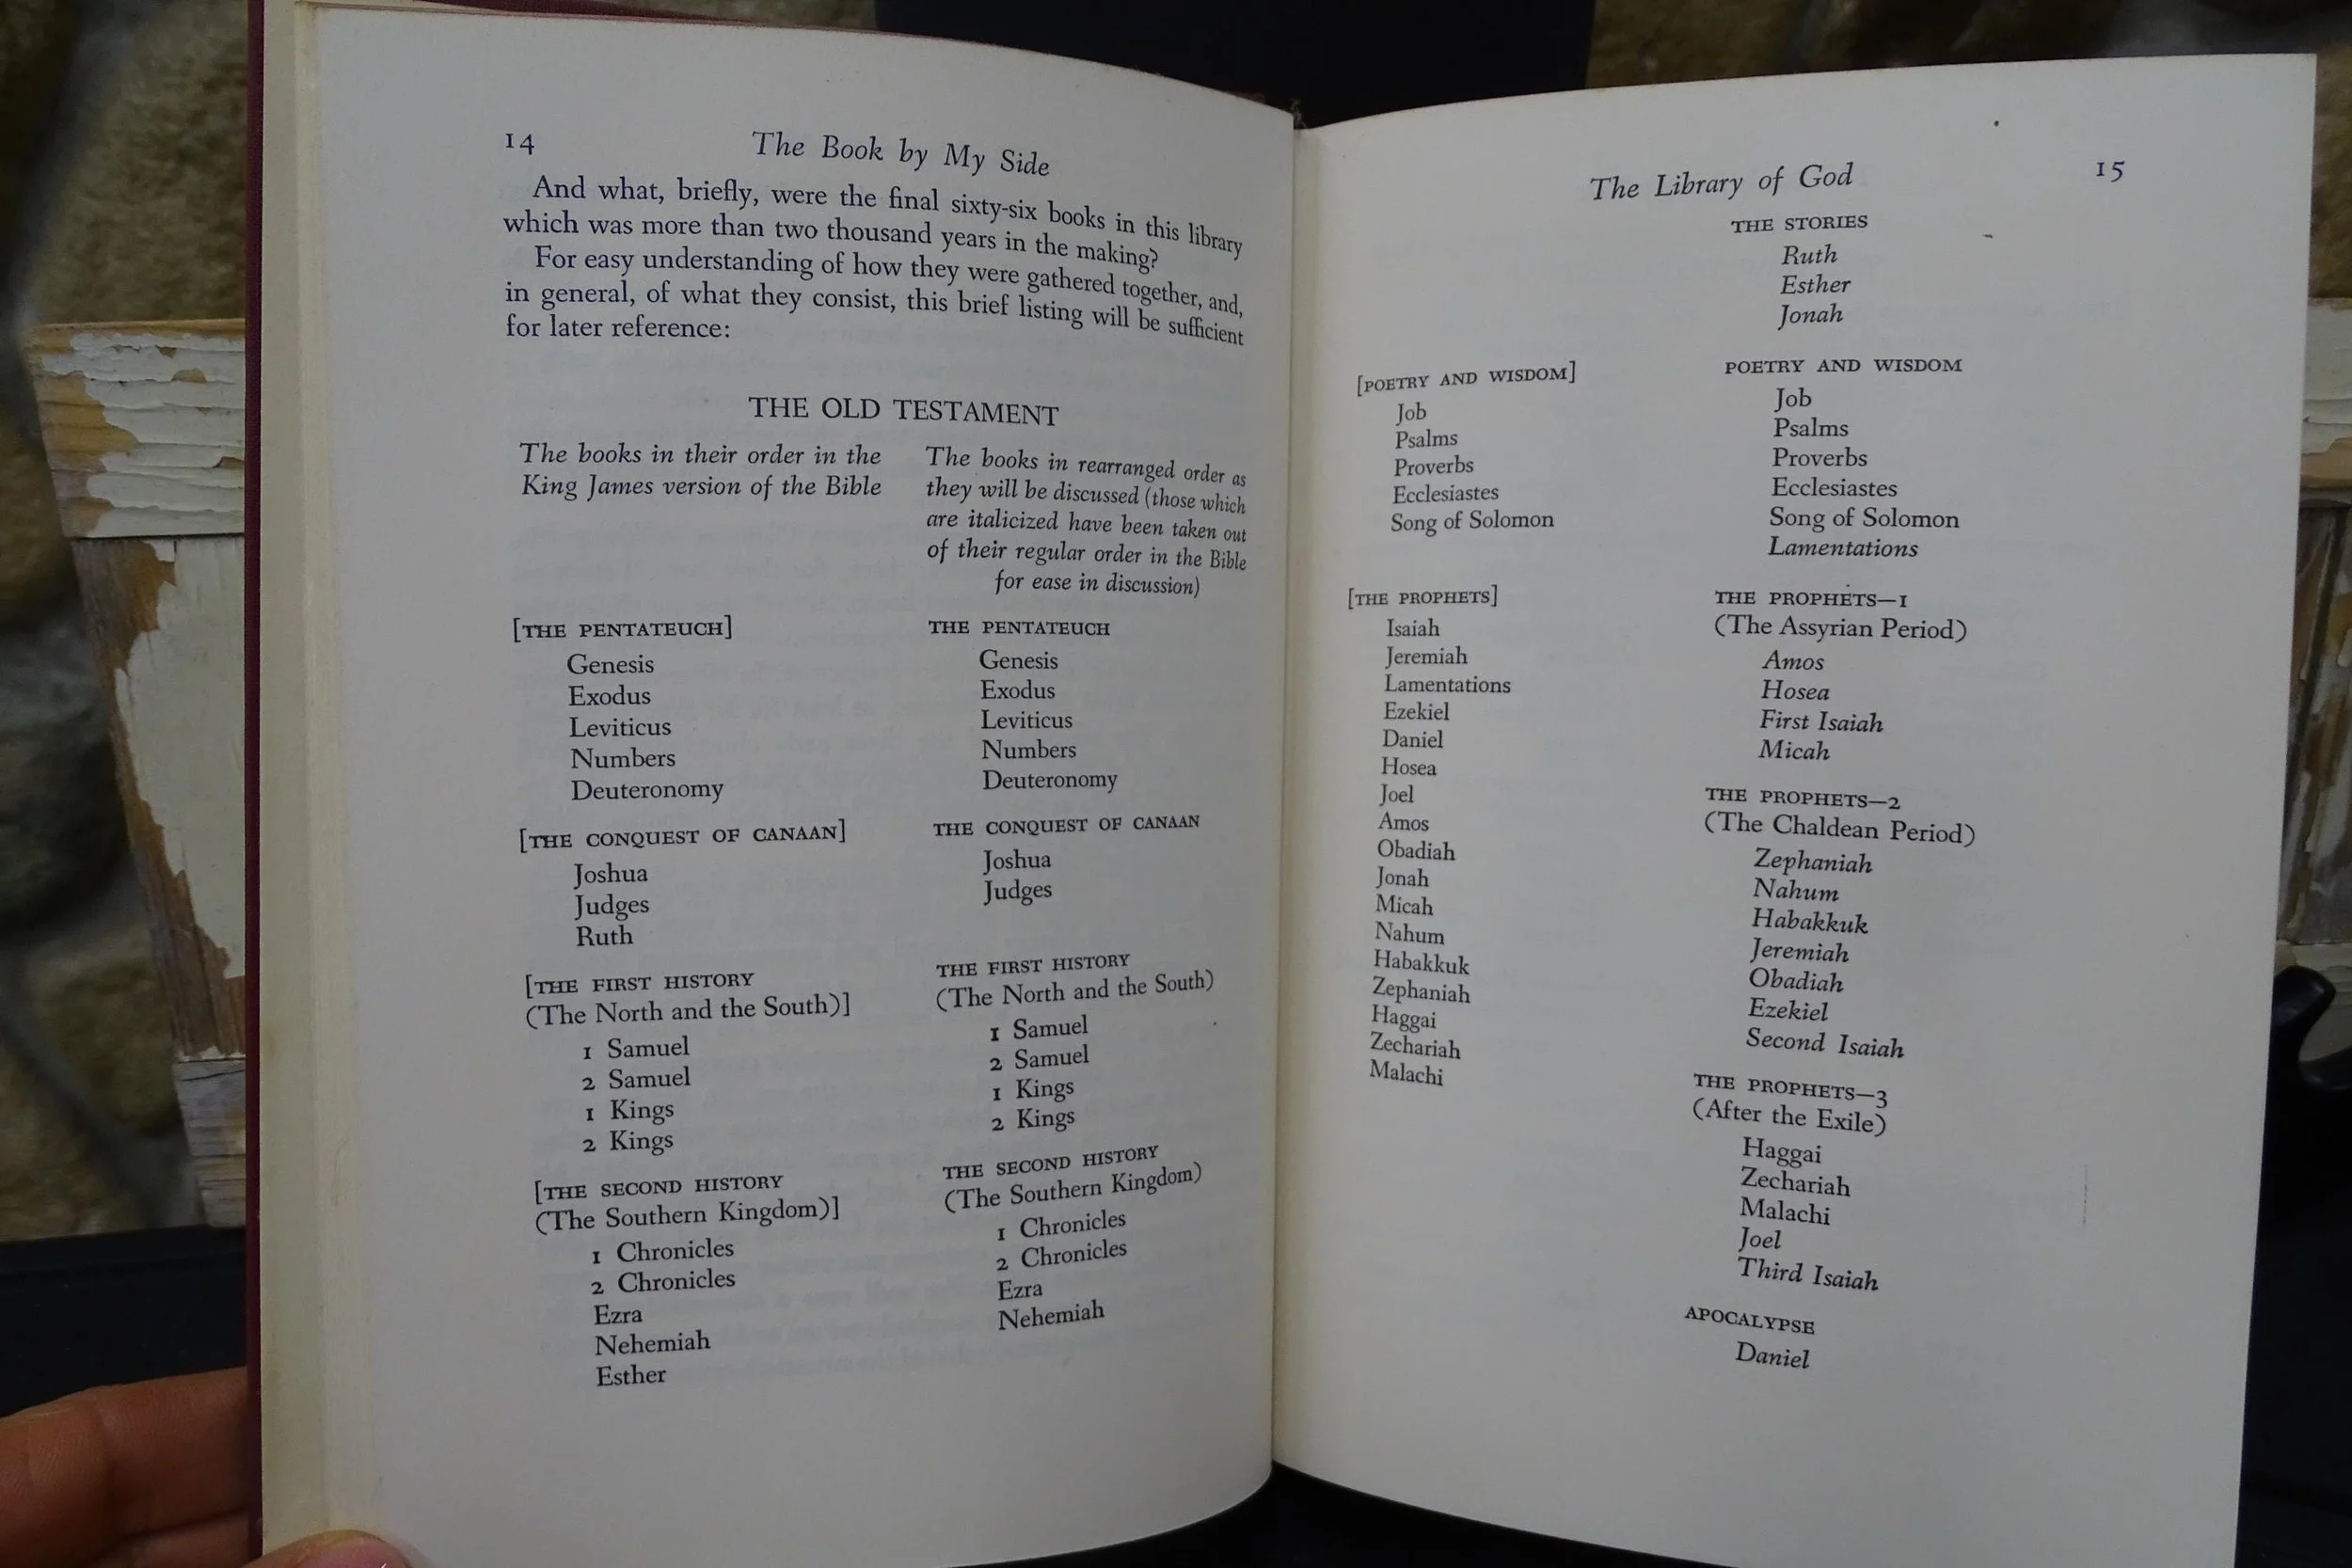 14
The Book by My Side
And what, briefly, were the final sixty-six books in this library
which was more than two thousand years in the making?
For easy understanding of how they were gathered together, and,
in general, of what they consist, this brief listing will be sufficient
for later reference:
THE OLD TESTAMENT
The books in their order in the
King James version of the Bible
[THE PENTATEUCH]
Genesis
Exodus
Leviticus
Numbers
Deuteronomy
[THE CONQUEST OF CANAAN]
Joshua
Judges
Ruth
[THE FIRST HISTORY
(The North and the South)]
1 Samuel
2 Samuel
1 Kings
2 Kings
[THE SECOND HISTORY
(The Southern Kingdom)]
1 Chronicles
2 Chronicles
Ezra
Nehemiah
Esther
The books in rearranged order as
they will be discussed (those which
are italicized have been taken out
of their regular order in the Bible
for ease in discussion)
THE PENTATEUCH
Genesis
Exodus
Leviticus
Numbers
Deuteronomy
THE CONQUEST OF CANAAN
Joshua
Judges
THE FIRST HISTORY
(The North and the South)
1 Samuel
2 Samuel
1 Kings
2 Kings
THE SECOND HISTORY
(The Southern Kingdom)
1 Chronicles
2 Chronicles
Ezra
Nehemiah
The Library of God
15
[POETRY AND WISDOM]
Job
Psalms
Proverbs
Ecclesiastes
Song of Solomon
[THE PROPHETS]
Isaiah
Jeremiah
Lamentations
Ezekiel
Daniel
Hosea
Joel
Amos
Obadiah
Jonah
Micah
Nahum
Habakkuk
Zephaniah
Haggai
Zechariah
Malachi
THE STORIES
Ruth
Esther
Jonah
POETRY AND WISDOM
Job
Psalms
Proverbs
Ecclesiastes
Song of Solomon
Lamentations
THE PROPHETS—1
(The Assyrian Period)
Amos
Hosea
First Isaiah
Micah
THE PROPHETS—2
(The Chaldean Period)
Zephaniah
Nahum
Habakkuk
Jeremiah
Obadiah
Ezekiel
Second Isaiah
THE PROPHETS—3
(After the Exile)
Haggai
Zechariah
Malachi
Joel
Third Isaiah
APOCALYPSE
Daniel